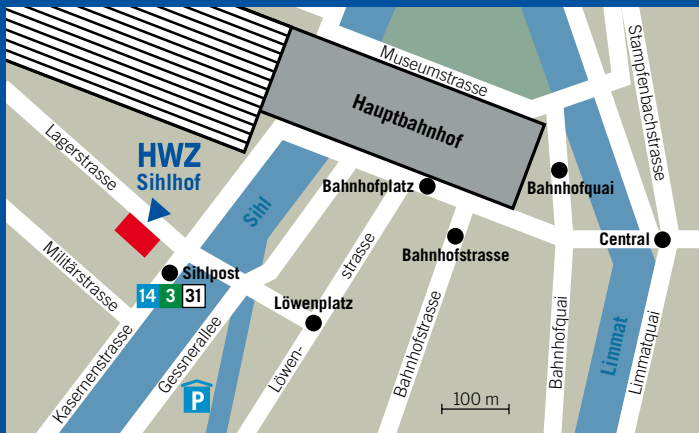 Museumstrasse
Stampfenbachstrasse
Hauptbahnhof
Lagerstrasse
HWZ
Sihlhof
Sihl
Bahnhofplatz
Bahnhofquai
Central
Bahnhofstrasse
strasse
Löwen-
Sihlpost
14 3 31
Löwenplatz
Militärstrasse
Kasernenstrasse
Gessnerallee
P
Bahnhofstrasse
Bahnhofquai
Limmat
Limmatquai
100 m